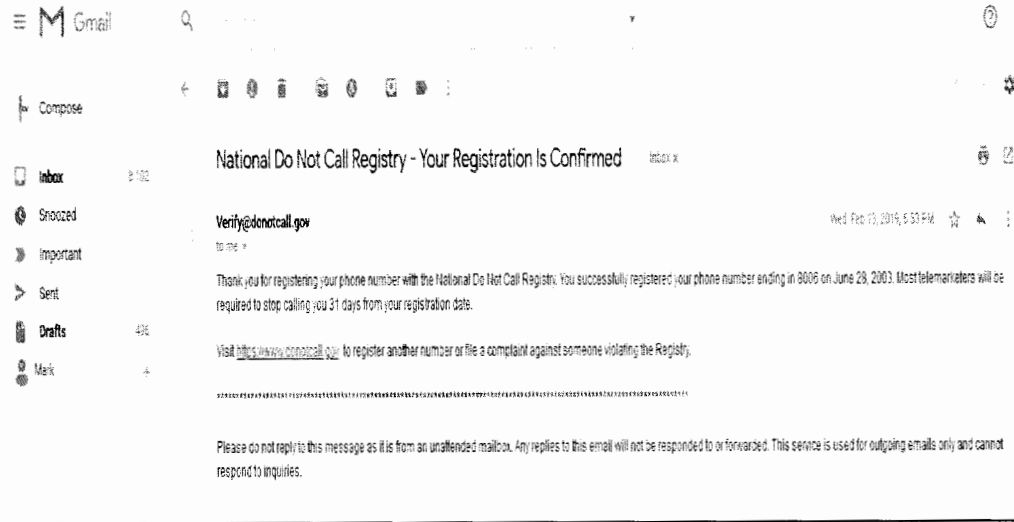 Gmail
Compose
National Do Not Call Registry - Your Registration Is Confirmed Inbox x
Inbox
Snoozed
Verify@donotcall.gov Wed, Feb 13, 2019,
to me
Important
Thank you for registering your phone number with the National Do Not Call Registry. You successfully registered your phone number ending in 8006 on June 28, 2003. Most telemarketers will be
Sent
required to stop calling you 31 days from your registration date.
Drafts
Visit https://www.donotcall.gov to register another number or file a complaint against someone violating the Registry.
Mark +
Please do not reply to this message as it is from an unattended mailbox. Any replies to this email will not be responded to or forwarded. This service is used for outgoing emails only and cannot
respond to inquiries.